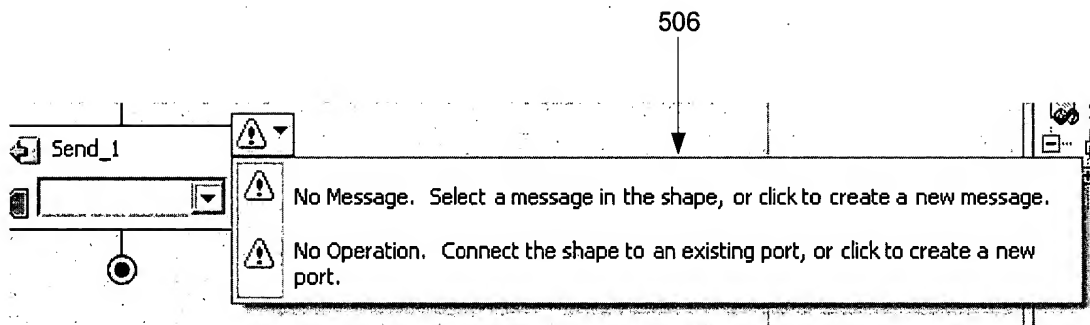 506
Send_1
No Message. Select a message in the shape, or click to create a new message.
No Operation. Connect the shape to an existing port, or click to create a new
port.